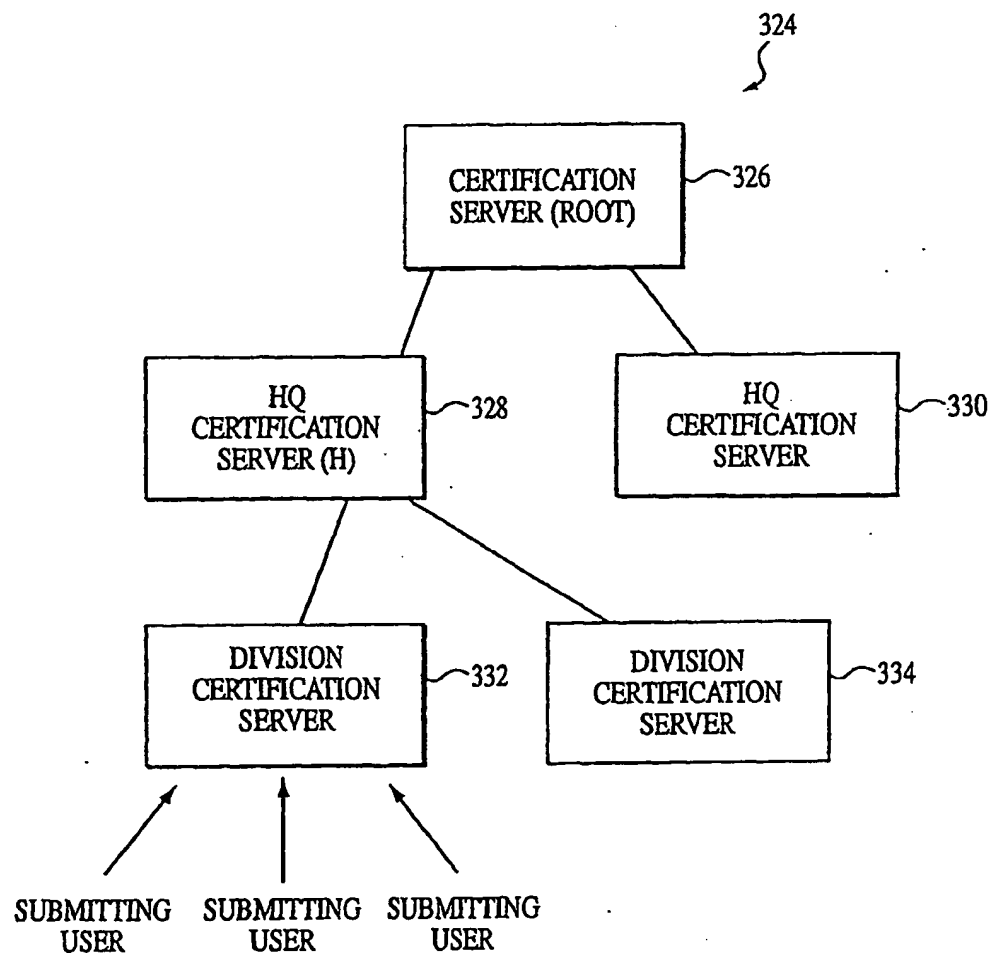 324
CERTIFICATION
SERVER (ROOT)
326
HQ
CERTIFICATION
SERVER (H)
328
HQ
CERTIFICATION
SERVER
330
DIVISION
CERTIFICATION
SERVER
332
DIVISION
CERTIFICATION
SERVER
334
SUBMITTING
USER
SUBMITTING
USER
SUBMITTING
USER